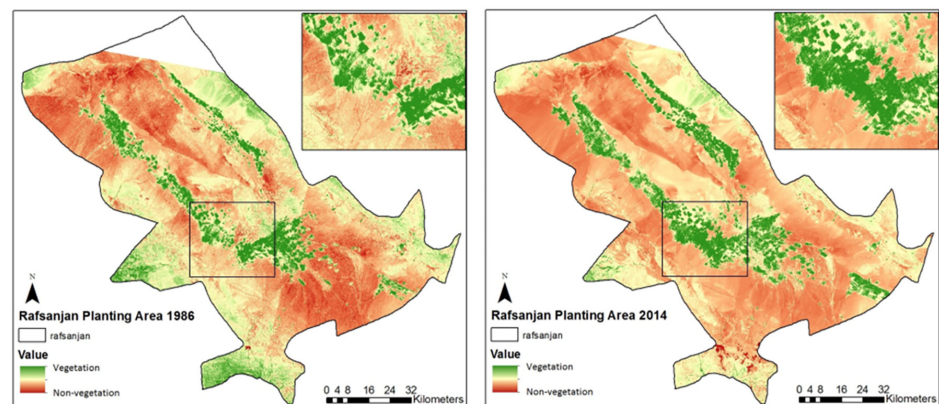 N
Rafsanjan Planting Area 1986
rafsanjan
Value
Vegetation
Non-vegetation
0 4 8 16 24 32
Kilometers
N
Rafsanjan Planting Area 2014
rafsanjan
Value
Vegetation
Non-vegetation
0 4 8 16 24 32
Kilometers